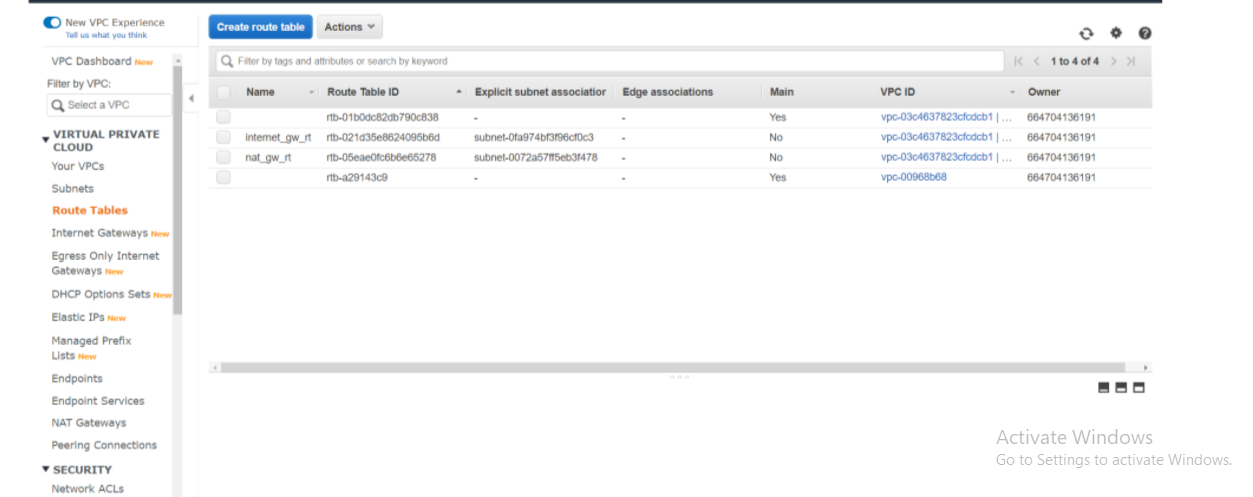 New VPC Experience
Tell us what you think
VPC Dashboard New
Filter by VPC:
Select a VPC
VIRTUAL PRIVATE
CLOUD
Your VPCs
Subnets
Route Tables
Internet Gateways New
Egress Only Internet
Gateways New
DHCP Options Sets New
Elastic IPs New
Managed Prefix
Lists New
Endpoints
Endpoint Services
NAT Gateways
Peering Connections
SECURITY
Network ACLs
Create route table Actions
Filter by tags and attributes or search by keyword
1 to 4 of 4
Name Route Table ID Explicit subnet association Edge associations Main VPC ID Owner
rtb-01b0dc82db790c838 - - Yes vpc-03c4637823cfcdcb1 | ... 664704136191
internet_gw_rt rtb-021d35e8624095b6d subnet-0fa974bf3f96cf0c3 - No vpc-03c4637823cfcdcb1 | ... 664704136191
nat_gw_rt rtb-05eae0fc6b6e65278 subnet-0072a57ff5eb3f478 - No vpc-03c4637823cfcdcb1 | ... 664704136191
rtb-a29143c9 - - Yes vpc-00968b68 664704136191
Activate Windows
Go to Settings to activate Windows.